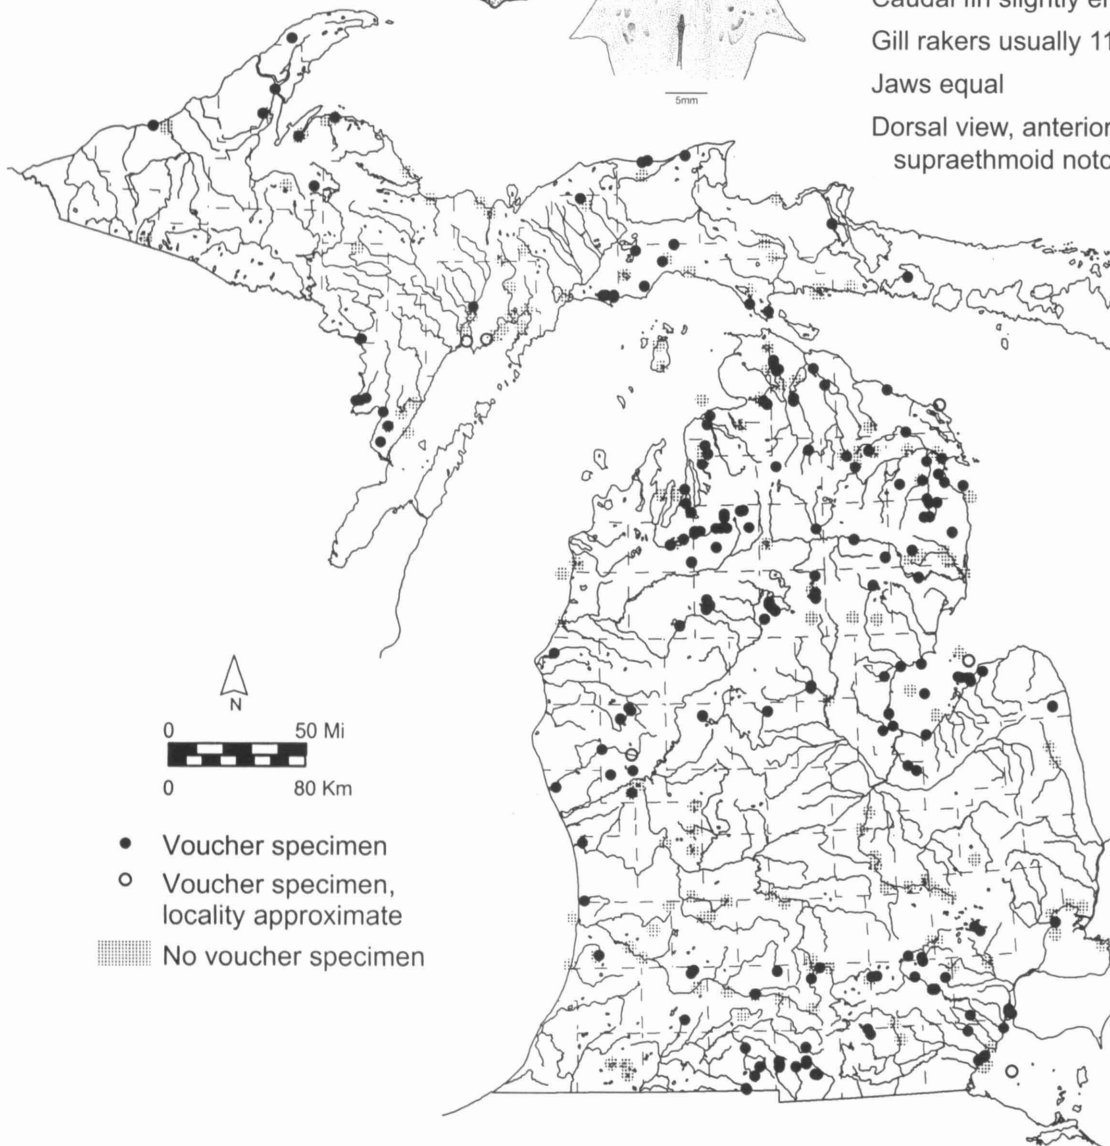 Caudal fin slightly
Gill rakers usually 11
Jaws equal
Dorsal view, anterior
supraethmoid
5mm
N
0 50 Mi
0 80 Km
Voucher specimen
Voucher specimen,
locality approximate
No voucher specimen